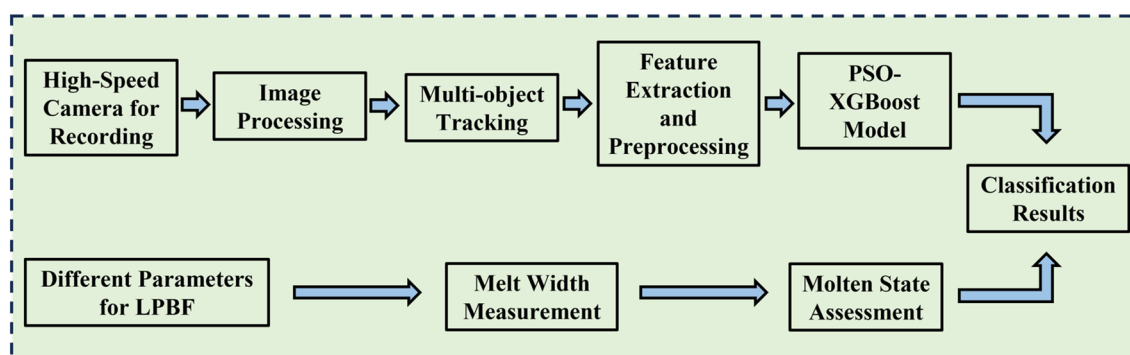 High-Speed
Camera for
Recording
Image
Processing
Multi-object
Tracking
Feature
Extraction
and
Preprocessing
PSO-
XGBoost
Model
Classification
Results
Different Parameters
for LPBF
Melt Width
Measurement
Molten State
Assessment